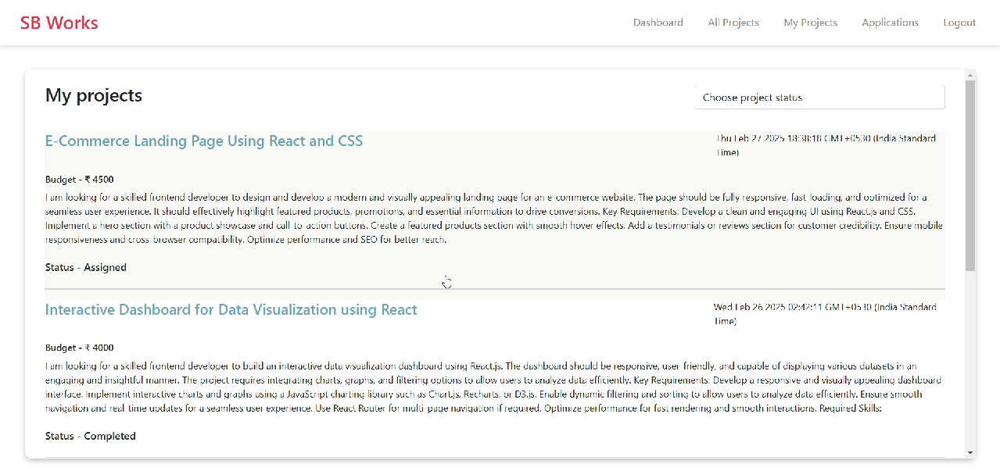 SB Works
Dashboard All Projects My Projects Applications Logout
My projects
Choose project status
E-Commerce Landing Page Using React and CSS
Thu Feb 27 2025 18:38:18 GMT+0530 (India Standard
Time)
Budget - ₹ 4500
I am looking for a skilled frontend developer to design and develop a modern and visually appealing landing page for an e-commerce website. The page should be fully responsive, fast-loading, and optimized for a
seamless user experience. It should effectively highlight featured products, promotions, and essential information to drive conversions. Key Requirements: Develop a clean and engaging UI using React.js and CSS.
Implement a hero section with a product showcase and call-to-action buttons. Create a featured products section with smooth hover effects. Add a testimonials or reviews section for customer credibility. Ensure mobile
responsiveness and cross-browser compatibility. Optimize performance and SEO for better reach.
Status - Assigned
Interactive Dashboard for Data Visualization using React
Wed Feb 26 2025 02:42:11 GMT+0530 (India Standard
Time)
Budget - ₹ 4000
I am looking for a skilled frontend developer to build an interactive data visualization dashboard using React.js. The dashboard should be responsive, user-friendly, and capable of displaying various datasets in an
engaging and insightful manner. The project requires integrating charts, graphs, and filtering options to allow users to analyze data efficiently. Key Requirements: Develop a responsive and visually appealing dashboard
interface. Implement interactive charts and graphs using a JavaScript charting library such as Chart.js, Recharts, or D3.js. Enable dynamic filtering and sorting to allow users to analyze data efficiently. Ensure smooth
navigation and real-time updates for a seamless user experience. Use React Router for multi-page navigation if required. Optimize performance for fast rendering and smooth interactions. Required Skills:
Status - Completed